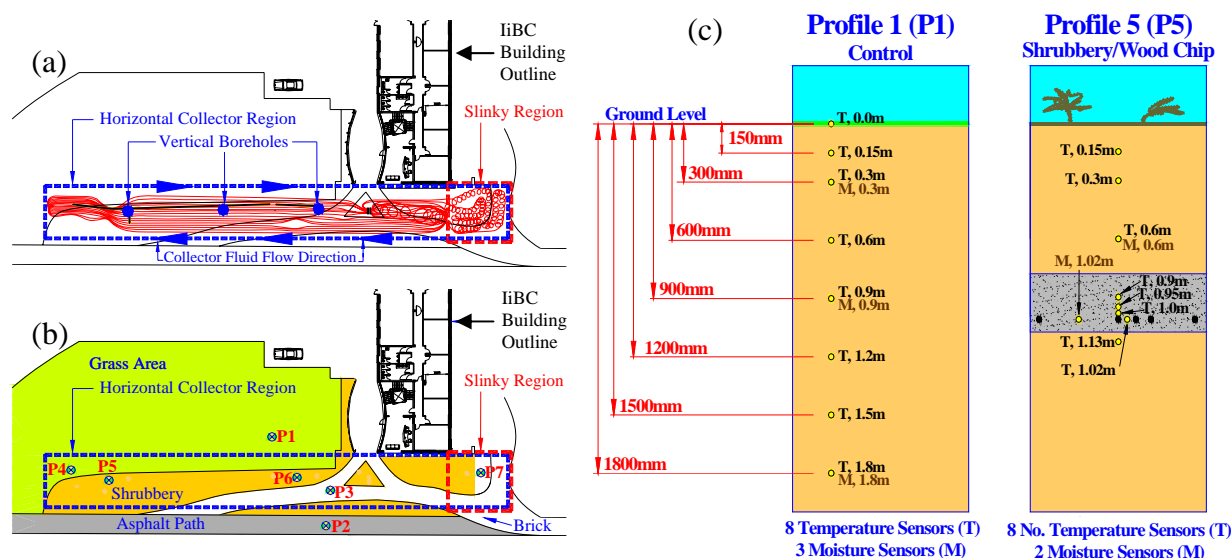 (a)
IiBC
Building
Outline
Horizontal Collector Region
Vertical Boreholes
Slinky Region
Collector Fluid Flow Direction
(b)
IiBC
Building
Outline
Grass Area
Horizontal Collector Region
Slinky Region
P1
P4
P5
P6
P7
P3
Shrubbery
Asphalt Path
P2
Brick
(c)
Profile 1 (P1)
Control
Ground Level
T, 0.0m
150mm
T, 0.15m
300mm
T, 0.3m
M, 0.3m
600mm
T, 0.6m
900mm
T, 0.9m
M, 0.9m
1200mm
T, 1.2m
1500mm
T, 1.5m
1800mm
T, 1.8m
M, 1.8m
8 Temperature Sensors (T)
3 Moisture Sensors (M)
Profile 5 (P5)
Shrubbery/Wood Chip
T, 0.15m
T, 0.3m
T, 0.6m
M, 0.6m
M, 1.02m
T, 0.9m
T, 0.95m
T, 1.0m
T, 1.13m
T, 1.02m
8 No. Temperature Sensors (T)
2 Moisture Sensors (M)